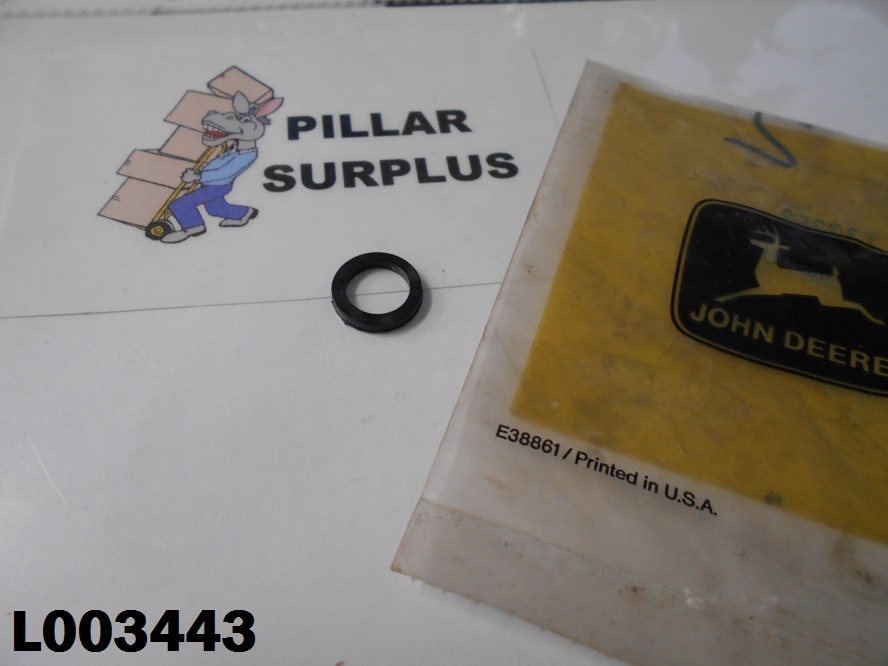 PILLAR
SURPLUS
JOHN DEERE
E38861 / Printed in U.S.A.
L003443